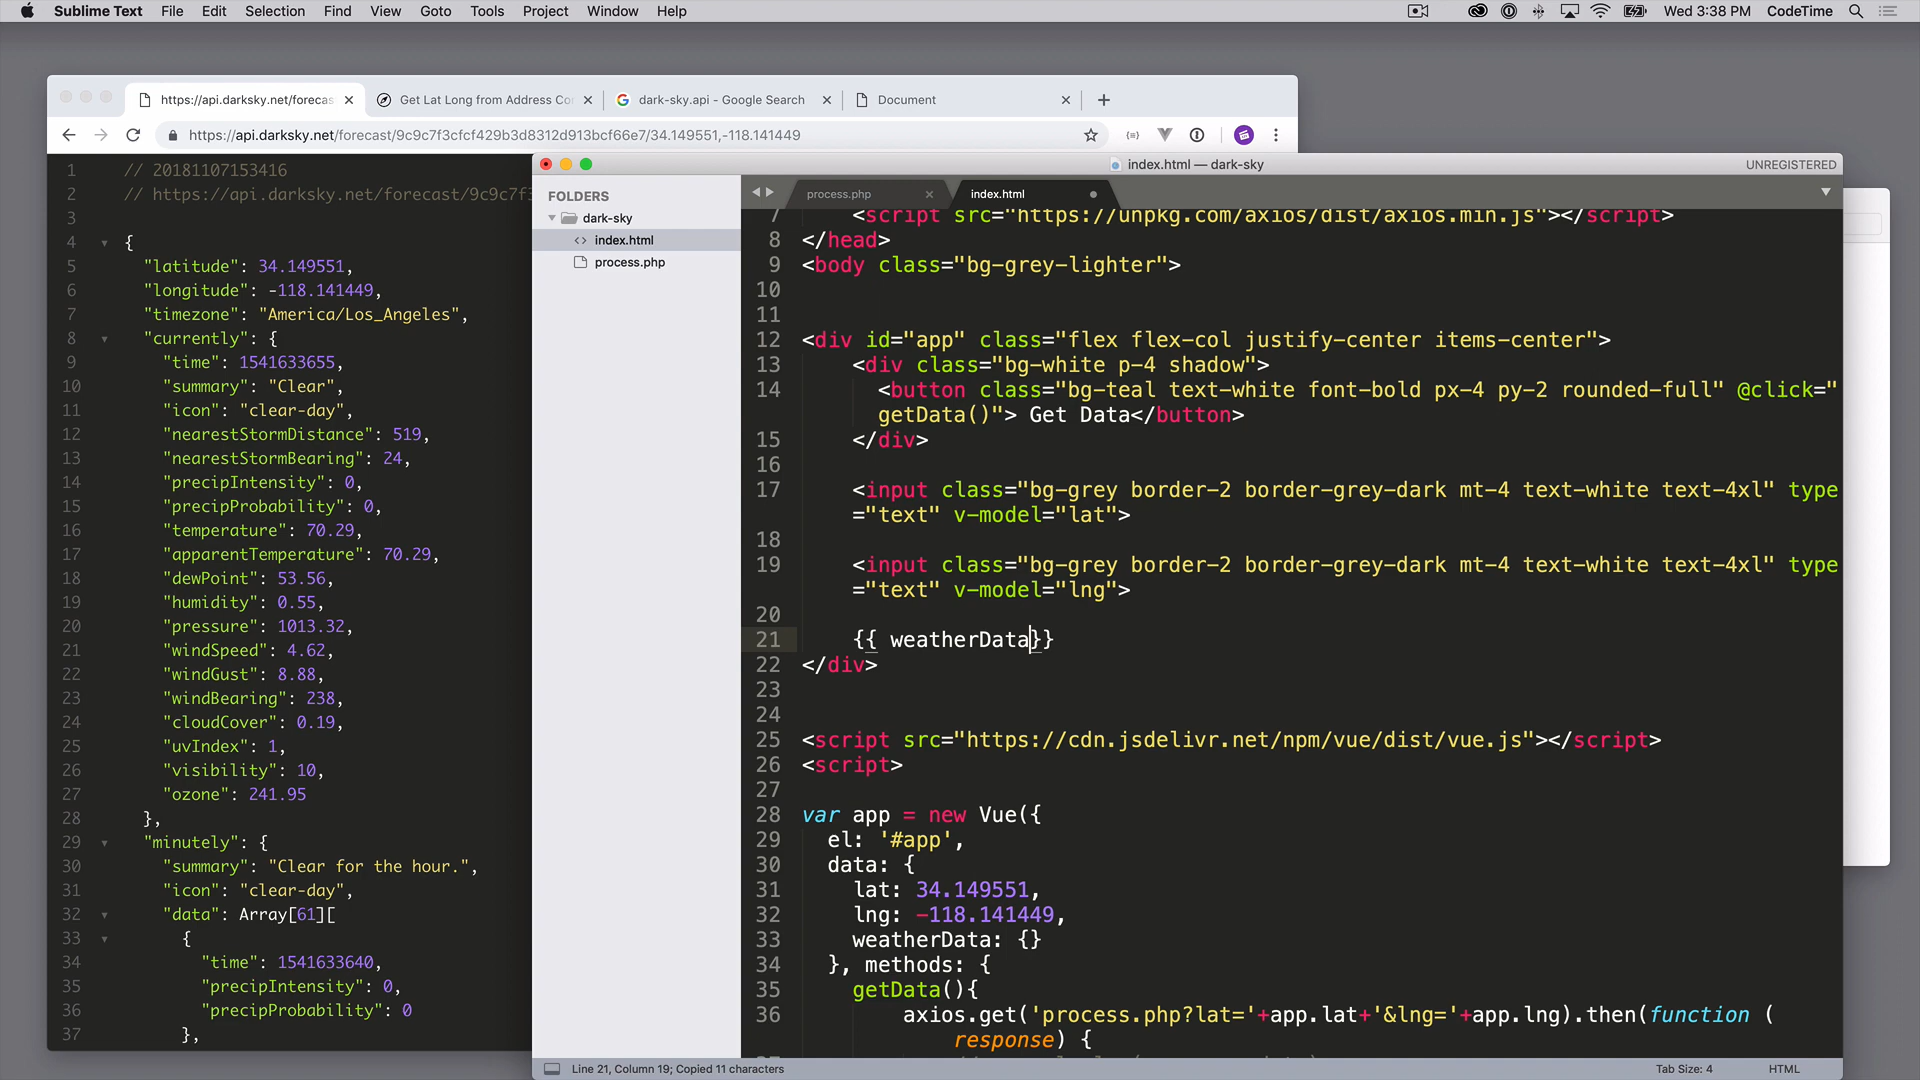 Sublime Text File Edit Selection Find View Goto Tools Project Window Help Wed 3:38 PM CodeTime
https://api.darksky.net/forecas Get Lat Long from Address Co dark-sky.api - Google Search Document
https://api.darksky.net/forecast/9c9c7f3cfcf429b3d8312d913bcf66e7/34.149551,-118.141449
1 // 20181107153416
2 // https://api.darksky.net/forecast/9c9c7f3
3
4 {
5 "latitude": 34.149551,
6 "longitude": -118.141449,
7 "timezone": "America/Los_Angeles",
8 "currently": {
9 "time": 1541633655,
10 "summary": "Clear",
11 "icon": "clear-day",
12 "nearestStormDistance": 519,
13 "nearestStormBearing": 24,
14 "precipIntensity": 0,
15 "precipProbability": 0,
16 "temperature": 70.29,
17 "apparentTemperature": 70.29,
18 "dewPoint": 53.56,
19 "humidity": 0.55,
20 "pressure": 1013.32,
21 "windSpeed": 4.62,
22 "windGust": 8.88,
23 "windBearing": 238,
24 "cloudCover": 0.19,
25 "uvIndex": 1,
26 "visibility": 10,
27 "ozone": 241.95
28 },
29 "minutely": {
30 "summary": "Clear for the hour.",
31 "icon": "clear-day",
32 "data": Array[61][
33 {
34 "time": 1541633640,
35 "precipIntensity": 0,
36 "precipProbability": 0
37 },
index.html — dark-sky UNREGISTERED
FOLDERS
dark-sky
index.html
process.php
process.php index.html
7 <script src="https://unpkg.com/axios/dist/axios.min.js"></script>
8 </head>
9 <body class="bg-grey-lighter">
10
11
12 <div id="app" class="flex flex-col justify-center items-center">
13 <div class="bg-white p-4 shadow">
14 <button class="bg-teal text-white font-bold px-4 py-2 rounded-full" @click="
getData()"> Get Data</button>
15 </div>
16
17 <input class="bg-grey border-2 border-grey-dark mt-4 text-white text-4xl" type
="text" v-model="lat">
18
19 <input class="bg-grey border-2 border-grey-dark mt-4 text-white text-4xl" type
="text" v-model="lng">
20
21 {{ weatherData}}
22 </div>
23
24
25 <script src="https://cdn.jsdelivr.net/npm/vue/dist/vue.js"></script>
26 <script>
27
28 var app = new Vue({
29 el: '#app',
30 data: {
31 lat: 34.149551,
32 lng: -118.141449,
33 weatherData: {}
34 }, methods: {
35 getData(){
36 axios.get('process.php?lat='+app.lat+'&lng='+app.lng).then(function (
response) {
Line 21, Column 19; Copied 11 characters Tab Size: 4 HTML